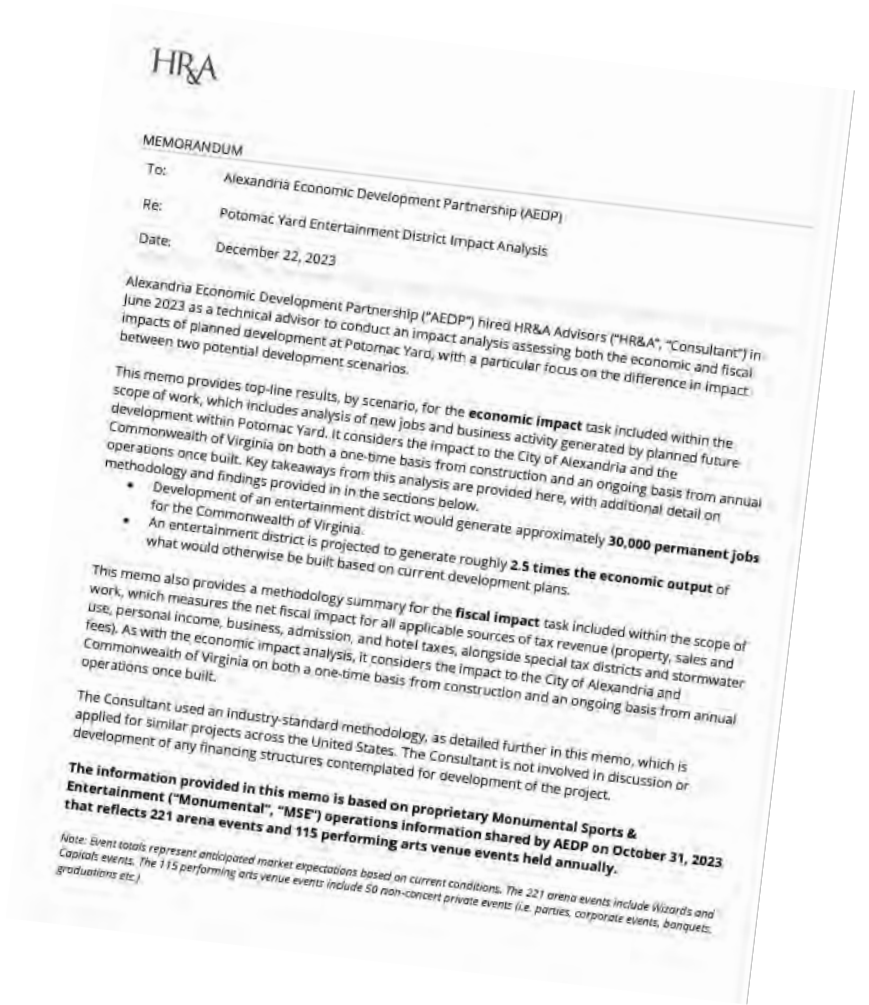 HR&A
MEMORANDUM
To: Alexandria Economic Development Partnership (AEDP)
Re: Potomac Yard Entertainment District Impact Analysis
Date: December 22, 2023
Alexandria Economic Development Partnership ("AEDP") hired HR&A Advisors ("HR&A", "Consultant") in
June 2023 as a technical advisor to conduct an impact analysis assessing both the economic and fiscal
impacts of planned development at Potomac Yard, with a particular focus on the difference in impact
between two potential development scenarios.
This memo provides top-line results, by scenario, for the economic impact task included within the
scope of work, which includes analysis of new jobs and business activity generated by planned future
development within Potomac Yard. It considers the impact to the City of Alexandria and the
Commonwealth of Virginia on both a one-time basis from construction and an ongoing basis from annual
operations once built. Key takeaways from this analysis are provided here, with additional detail on
methodology and findings provided in in the sections below.
• Development of an entertainment district would generate approximately 30,000 permanent jobs
for the Commonwealth of Virginia.
• An entertainment district is projected to generate roughly 2.5 times the economic output of
what would otherwise be built based on current development plans.
This memo also provides a methodology summary for the fiscal impact task included within the scope of
work, which measures the net fiscal impact for all applicable sources of tax revenue (property, sales and
use, personal income, business, admission, and hotel taxes, alongside special tax districts and stormwater
fees). As with the economic impact analysis, it considers the impact to the City of Alexandria and
Commonwealth of Virginia on both a one-time basis from construction and an ongoing basis from annual
operations once built.
The Consultant used an industry-standard methodology, as detailed further in this memo, which is
applied for similar projects across the United States. The Consultant is not involved in discussion or
development of any financing structures contemplated for development of the project.
The information provided in this memo is based on proprietary Monumental Sports &
Entertainment ("Monumental", "MSE") operations information shared by AEDP on October 31, 2023
that reflects 221 arena events and 115 performing arts venue events held annually.
Note: Event totals represent anticipated market expectations based on current conditions. The 221 arena events include Wizards and
Capitals events. The 115 performing arts venue events include 50 non-concert private events (i.e. parties, corporate events, banquets,
graduations etc.)